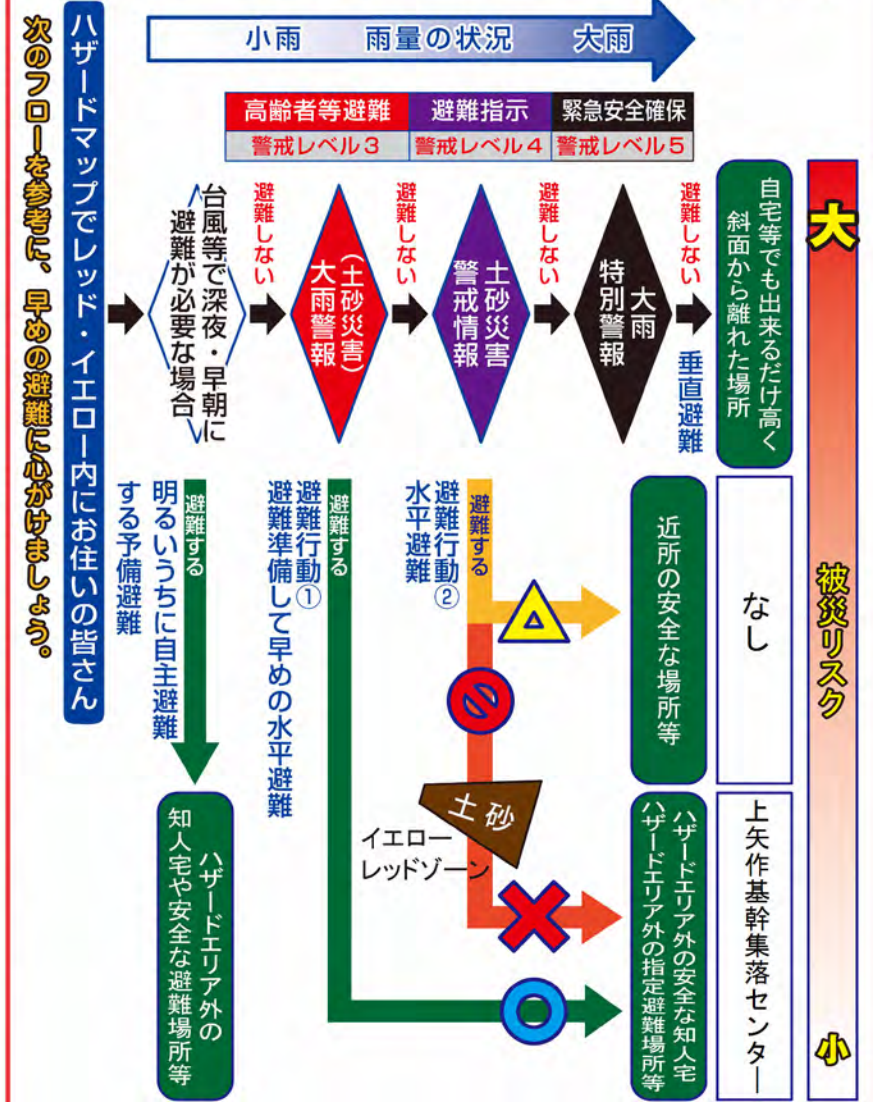 ハザードマップでレッド・イエロー内にお住いの皆さん
次のフローを参考に、早めの避難に心がけましょう。
小雨 雨量の状況 大雨
高齢者等避難 避難指示 緊急安全確保
警戒レベル3 警戒レベル4 警戒レベル5
台風等で深夜・早朝に
避難が必要な場合
避難しない
(土砂災害)
大雨警報
避難しない
土砂災害
警戒情報
避難しない
大雨
特別警報
避難しない
垂直避難
自宅等でも出来るだけ高く
斜面から離れた場所
大
被災リスク
小
避難する
明るいうちに自主避難
する予備避難
ハザードエリア外の
知人宅や安全な避難場所等
避難する
避難行動①
避難準備して早めの水平避難
避難する
避難行動②
水平避難
近所の安全な場所等
なし
土砂
イエロー
レッドゾーン
ハザードエリア外の安全な知人宅
ハザードエリア外の指定避難場所等
上矢作基幹集落センター